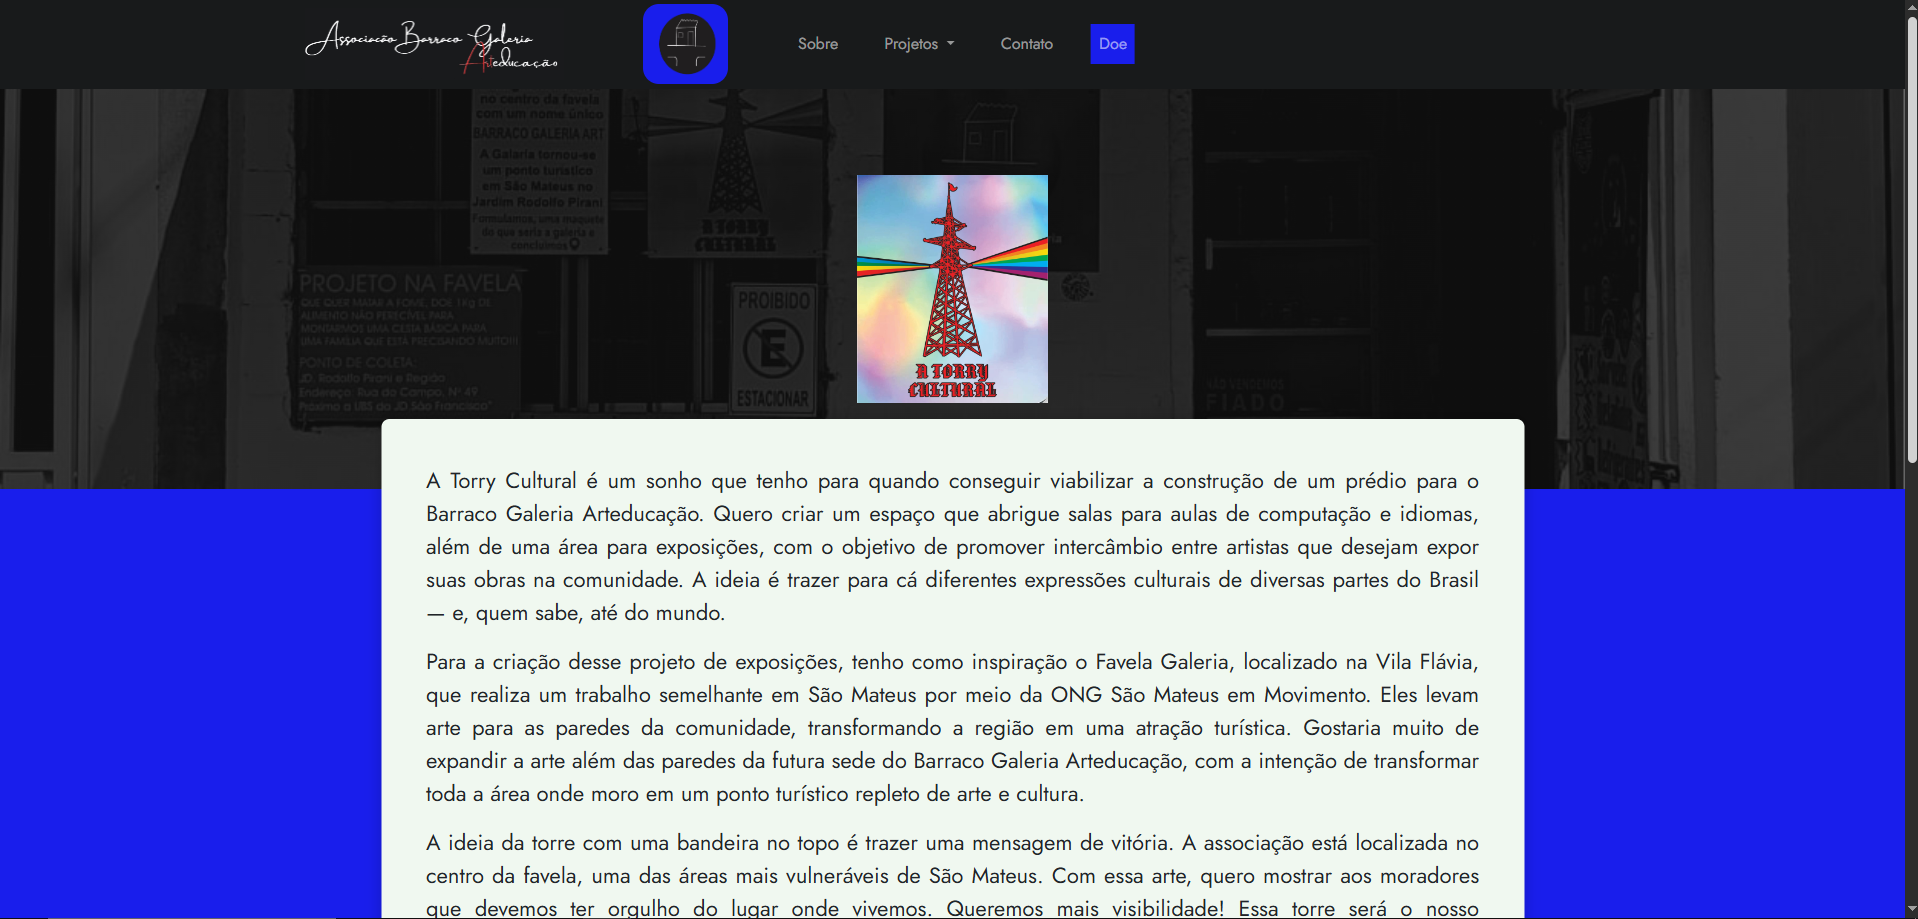 Associacão Barraco Galeria
Arteducação
Sobre
Projetos
Contato
Doe
no centro da favela
com um nome único
BARRACO GALERIA ART
A Galaria tornou-se
um ponto turístico
em São Mateus no
Jardim Rodolfo Pirani
Formulamos, uma maquete
do que seria a galeria e
concluimos
A TORRY
CULTURAL
PROJETO NA FAVELA
QUE QUER MATAR A FOME, DOE 1Kg DE
ALIMENTO NÃO PERECÍVEL PARA
MONTARMOS UMA CESTA BÁSICA PARA
UMA FAMILIA QUE ESTÁ PRECISANDO MUITO!!!
PONTO DE COLETA:
JD. Rodolfo Pirani e Região
Endereço: Rua do Campo, Nº 49
Proximo a UBS do JD.São Francisco"
PROIBIDO
E
ESTACIONAR
A TORRY
CULTURAL
NÃO VENDEMOS
FIADO
A Torry Cultural é um sonho que tenho para quando conseguir viabilizar a construção de um prédio para o
Barraco Galeria Arteducação. Quero criar um espaço que abrigue salas para aulas de computação e idiomas,
além de uma área para exposições, com o objetivo de promover intercâmbio entre artistas que desejam expor
suas obras na comunidade. A ideia é trazer para cá diferentes expressões culturais de diversas partes do Brasil
— e, quem sabe, até do mundo.
Para a criação desse projeto de exposições, tenho como inspiração o Favela Galeria, localizado na Vila Flávia,
que realiza um trabalho semelhante em São Mateus por meio da ONG São Mateus em Movimento. Eles levam
arte para as paredes da comunidade, transformando a região em uma atração turística. Gostaria muito de
expandir a arte além das paredes da futura sede do Barraco Galeria Arteducação, com a intenção de transformar
toda a área onde moro em um ponto turístico repleto de arte e cultura.
A ideia da torre com uma bandeira no topo é trazer uma mensagem de vitória. A associação está localizada no
centro da favela, uma das áreas mais vulneráveis de São Mateus. Com essa arte, quero mostrar aos moradores
que devemos ter orgulho do lugar onde vivemos. Queremos mais visibilidade! Essa torre será o nosso